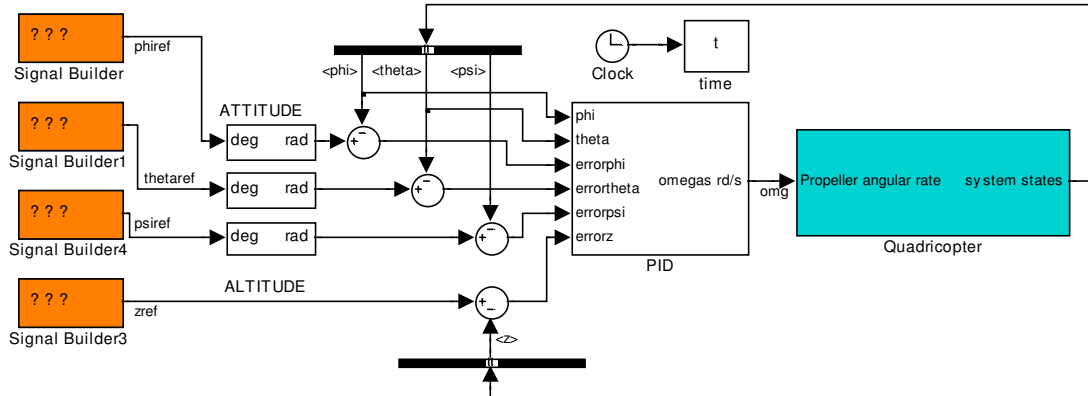 ? ? ?
phiref
Signal Builder
? ? ?
Signal Builder1
thetaref
? ? ?
psiref
Signal Builder4
? ? ?
zref
Signal Builder3
ATTITUDE
deg rad
deg rad
deg rad
ALTITUDE
<phi> <theta> <psi>
<z>
Clock
t
time
phi
theta
errorphi
errortheta
errorpsi
errorz
omegas rd/s
PID
omg
Propeller angular rate system states
Quadricopter